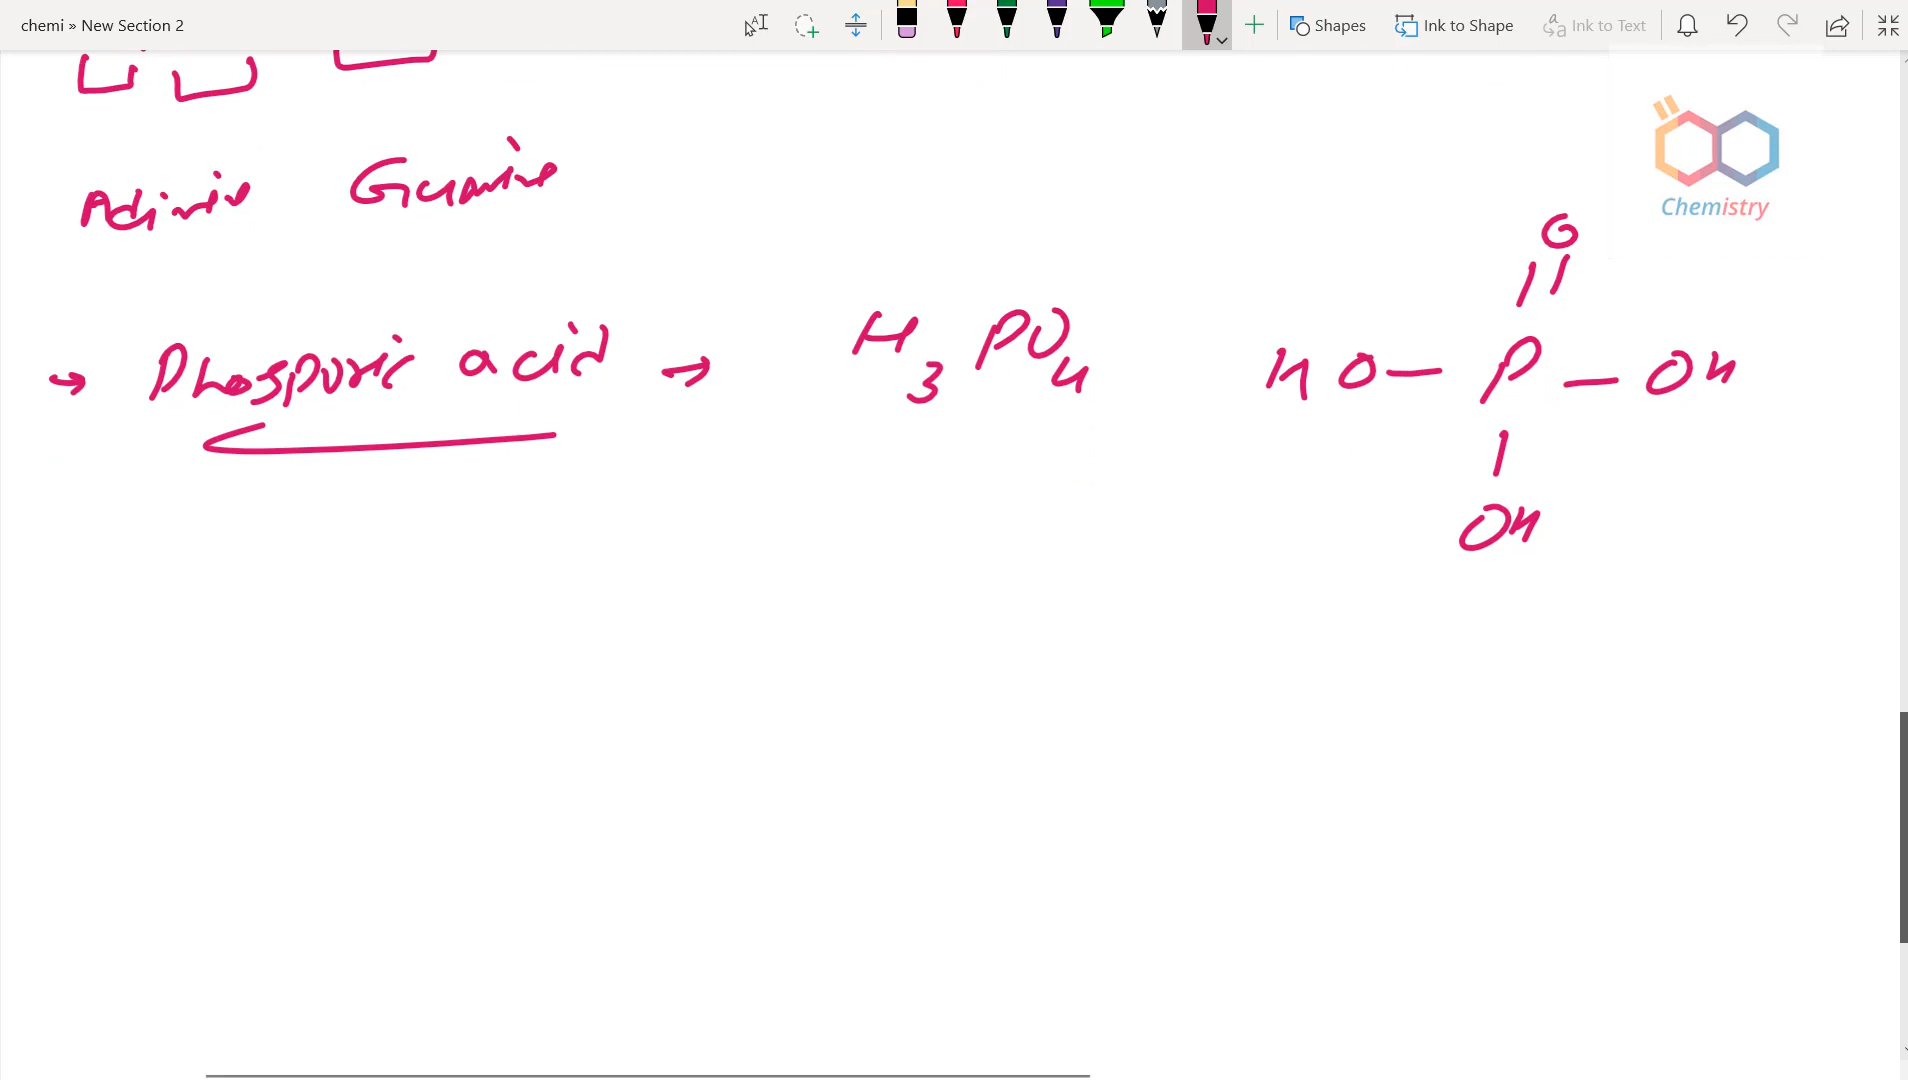 chemi » New Section 2
Shapes
Ink to Shape
Ink to Text
Chemistry
Adinin Guanine
→ Phosporic acid → H3PO4
O
HO — P — OH
OH